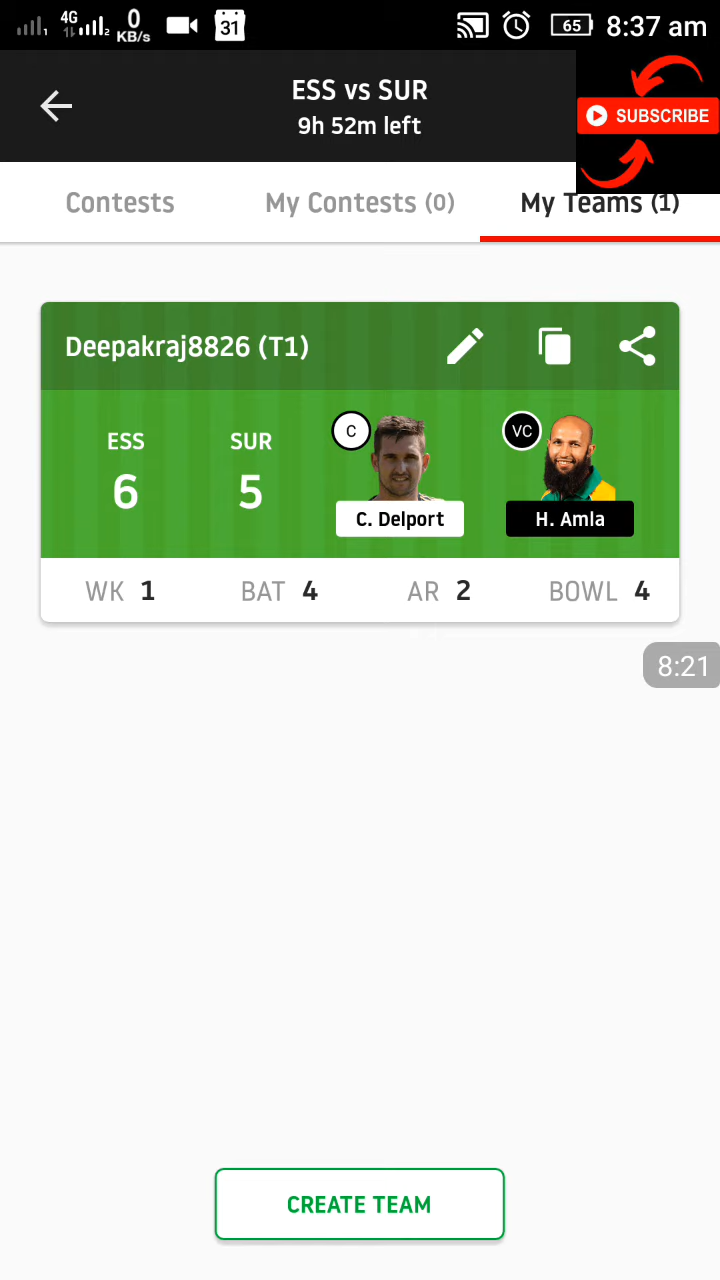 4G 1 2 0 KB/s 31 65 8:37 am
ESS vs SUR
9h 52m left
SUBSCRIBE
Contests My Contests (0) My Teams (1)
Deepakraj8826 (T1)
C VC
ESS SUR
6 5
C. Delport H. Amla
WK 1 BAT 4 AR 2 BOWL 4
8:21
CREATE TEAM